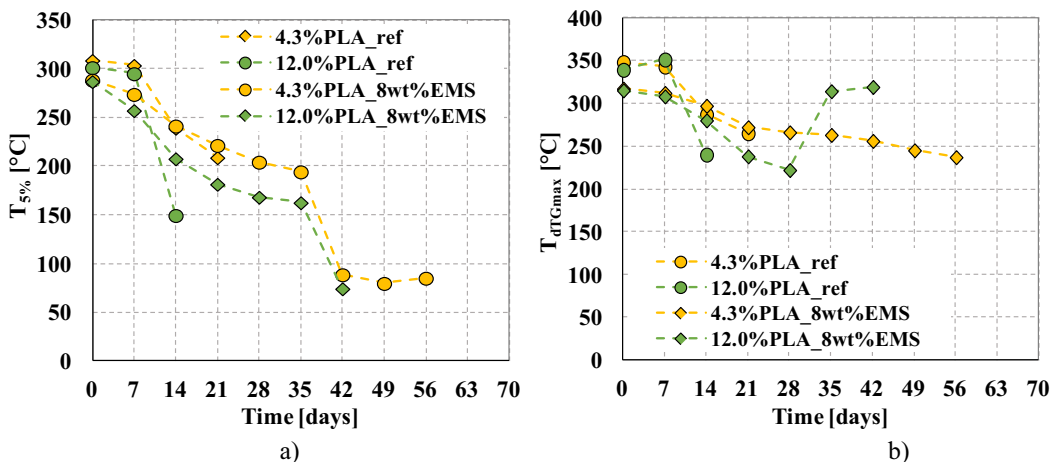 T5% [°C]
350
300
250
200
150
100
50
0
4.3%PLA_ref
12.0%PLA_ref
4.3%PLA_8wt%EMS
12.0%PLA_8wt%EMS
0 7 14 21 28 35 42 49 56 63 70
Time [days]
a)
TdTGmax [°C]
400
350
300
250
200
150
100
50
0
4.3%PLA_ref
12.0%PLA_ref
4.3%PLA_8wt%EMS
12.0%PLA_8wt%EMS
0 7 14 21 28 35 42 49 56 63 70
Time [days]
b)